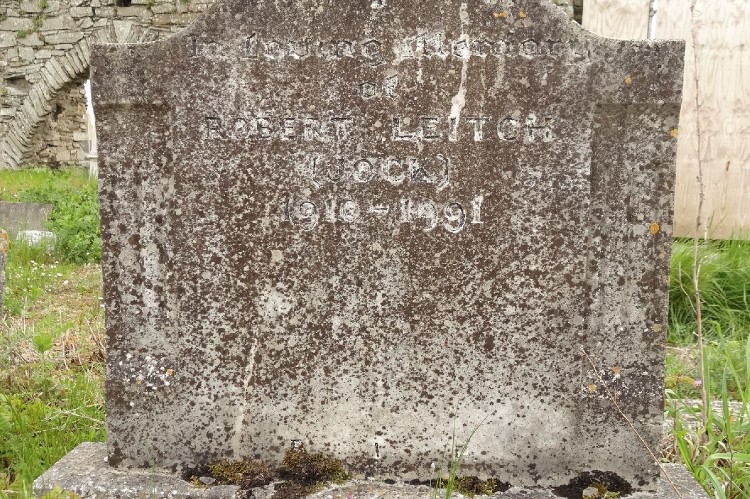 In Loving Memory
of
ROBERT LEITCH
(JOCK)
1910-1991